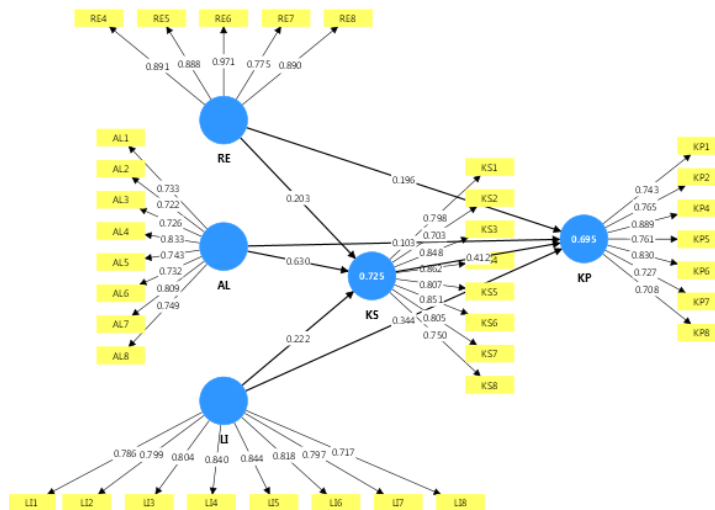 RE4 RE5 RE6 RE7 RE8
0.891 0.888 0.971 0.775 0.890
RE
AL1
AL2
AL3
AL4
AL5
AL6
AL7
AL8
0.733
0.722
0.726
0.833
0.743
0.732
0.809
0.749
AL
0.203
0.630
0.222
0.196
0.103
0.412
0.344
0.725
KS
KS1
KS2
KS3
4
KS5
KS6
KS7
KS8
0.798
0.703
0.848
0.862
0.807
0.851
0.805
0.750
0.695
KP
KP1
KP2
KP4
KP5
KP6
KP7
KP8
0.743
0.765
0.889
0.761
0.830
0.727
0.708
LI
0.786 0.799 0.804 0.840 0.844 0.818 0.797 0.717
LI1 LI2 LI3 LI4 LI5 LI6 LI7 LI8